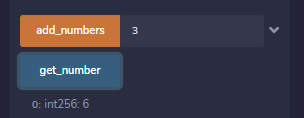 add_numbers 3
get_number
0: int256: 6